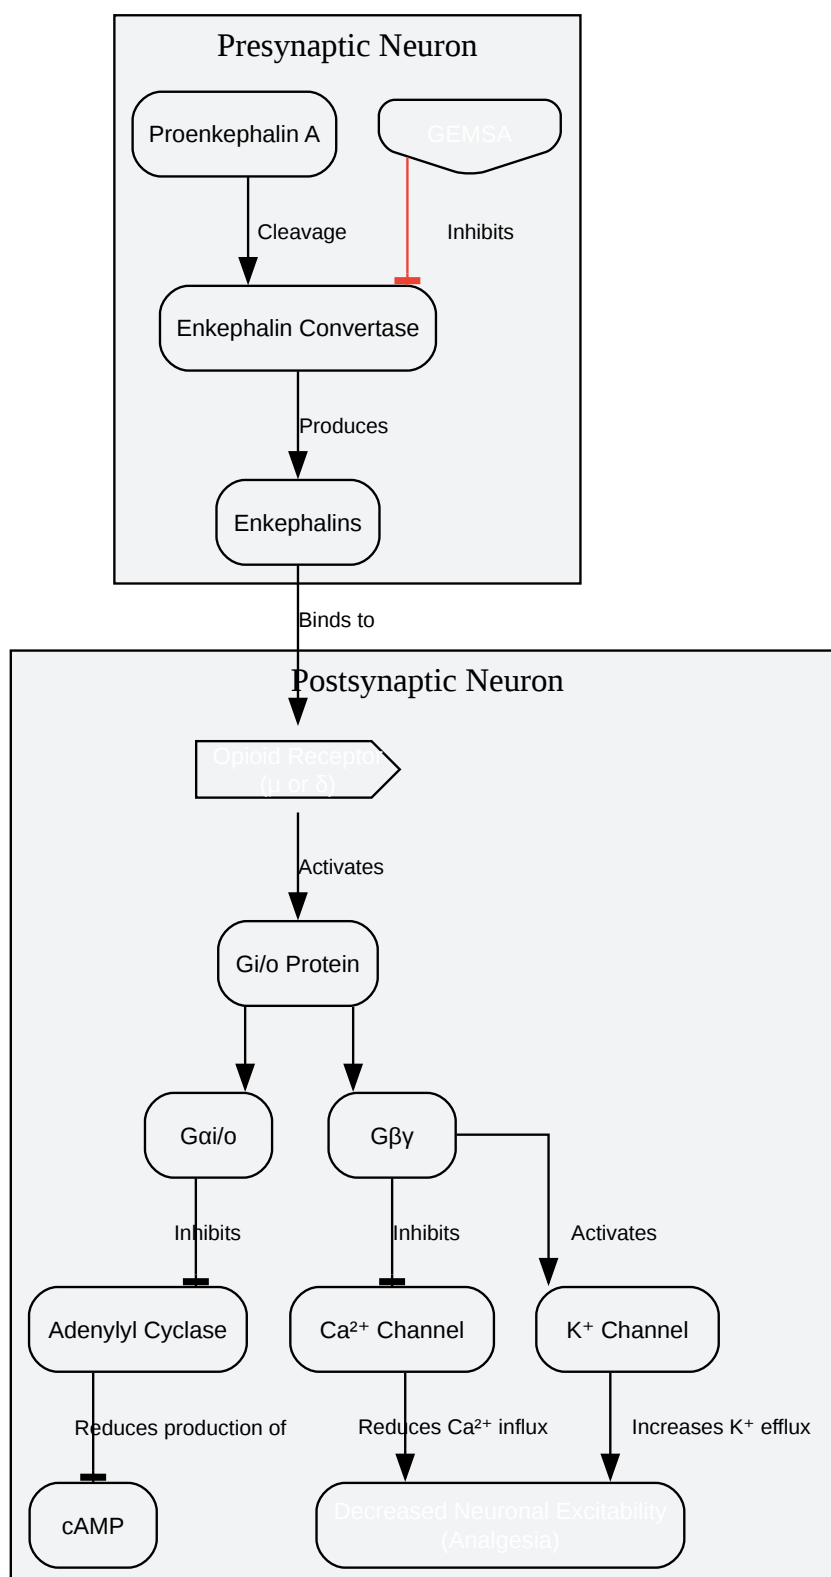 Presynaptic Neuron
Proenkephalin A
GEMSA
Cleavage
Inhibits
Enkephalin Convertase
Produces
Enkephalins
Binds to
Postsynaptic Neuron
Opioid Receptor
(μ or δ)
Activates
Gi/o Protein
Gαi/o
Gβγ
Inhibits
Inhibits
Activates
Adenylyl Cyclase
Ca²⁺ Channel
K⁺ Channel
Reduces production of
Reduces Ca²⁺ influx
Increases K⁺ efflux
cAMP
Decreased Neuronal Excitability
(Analgesia)